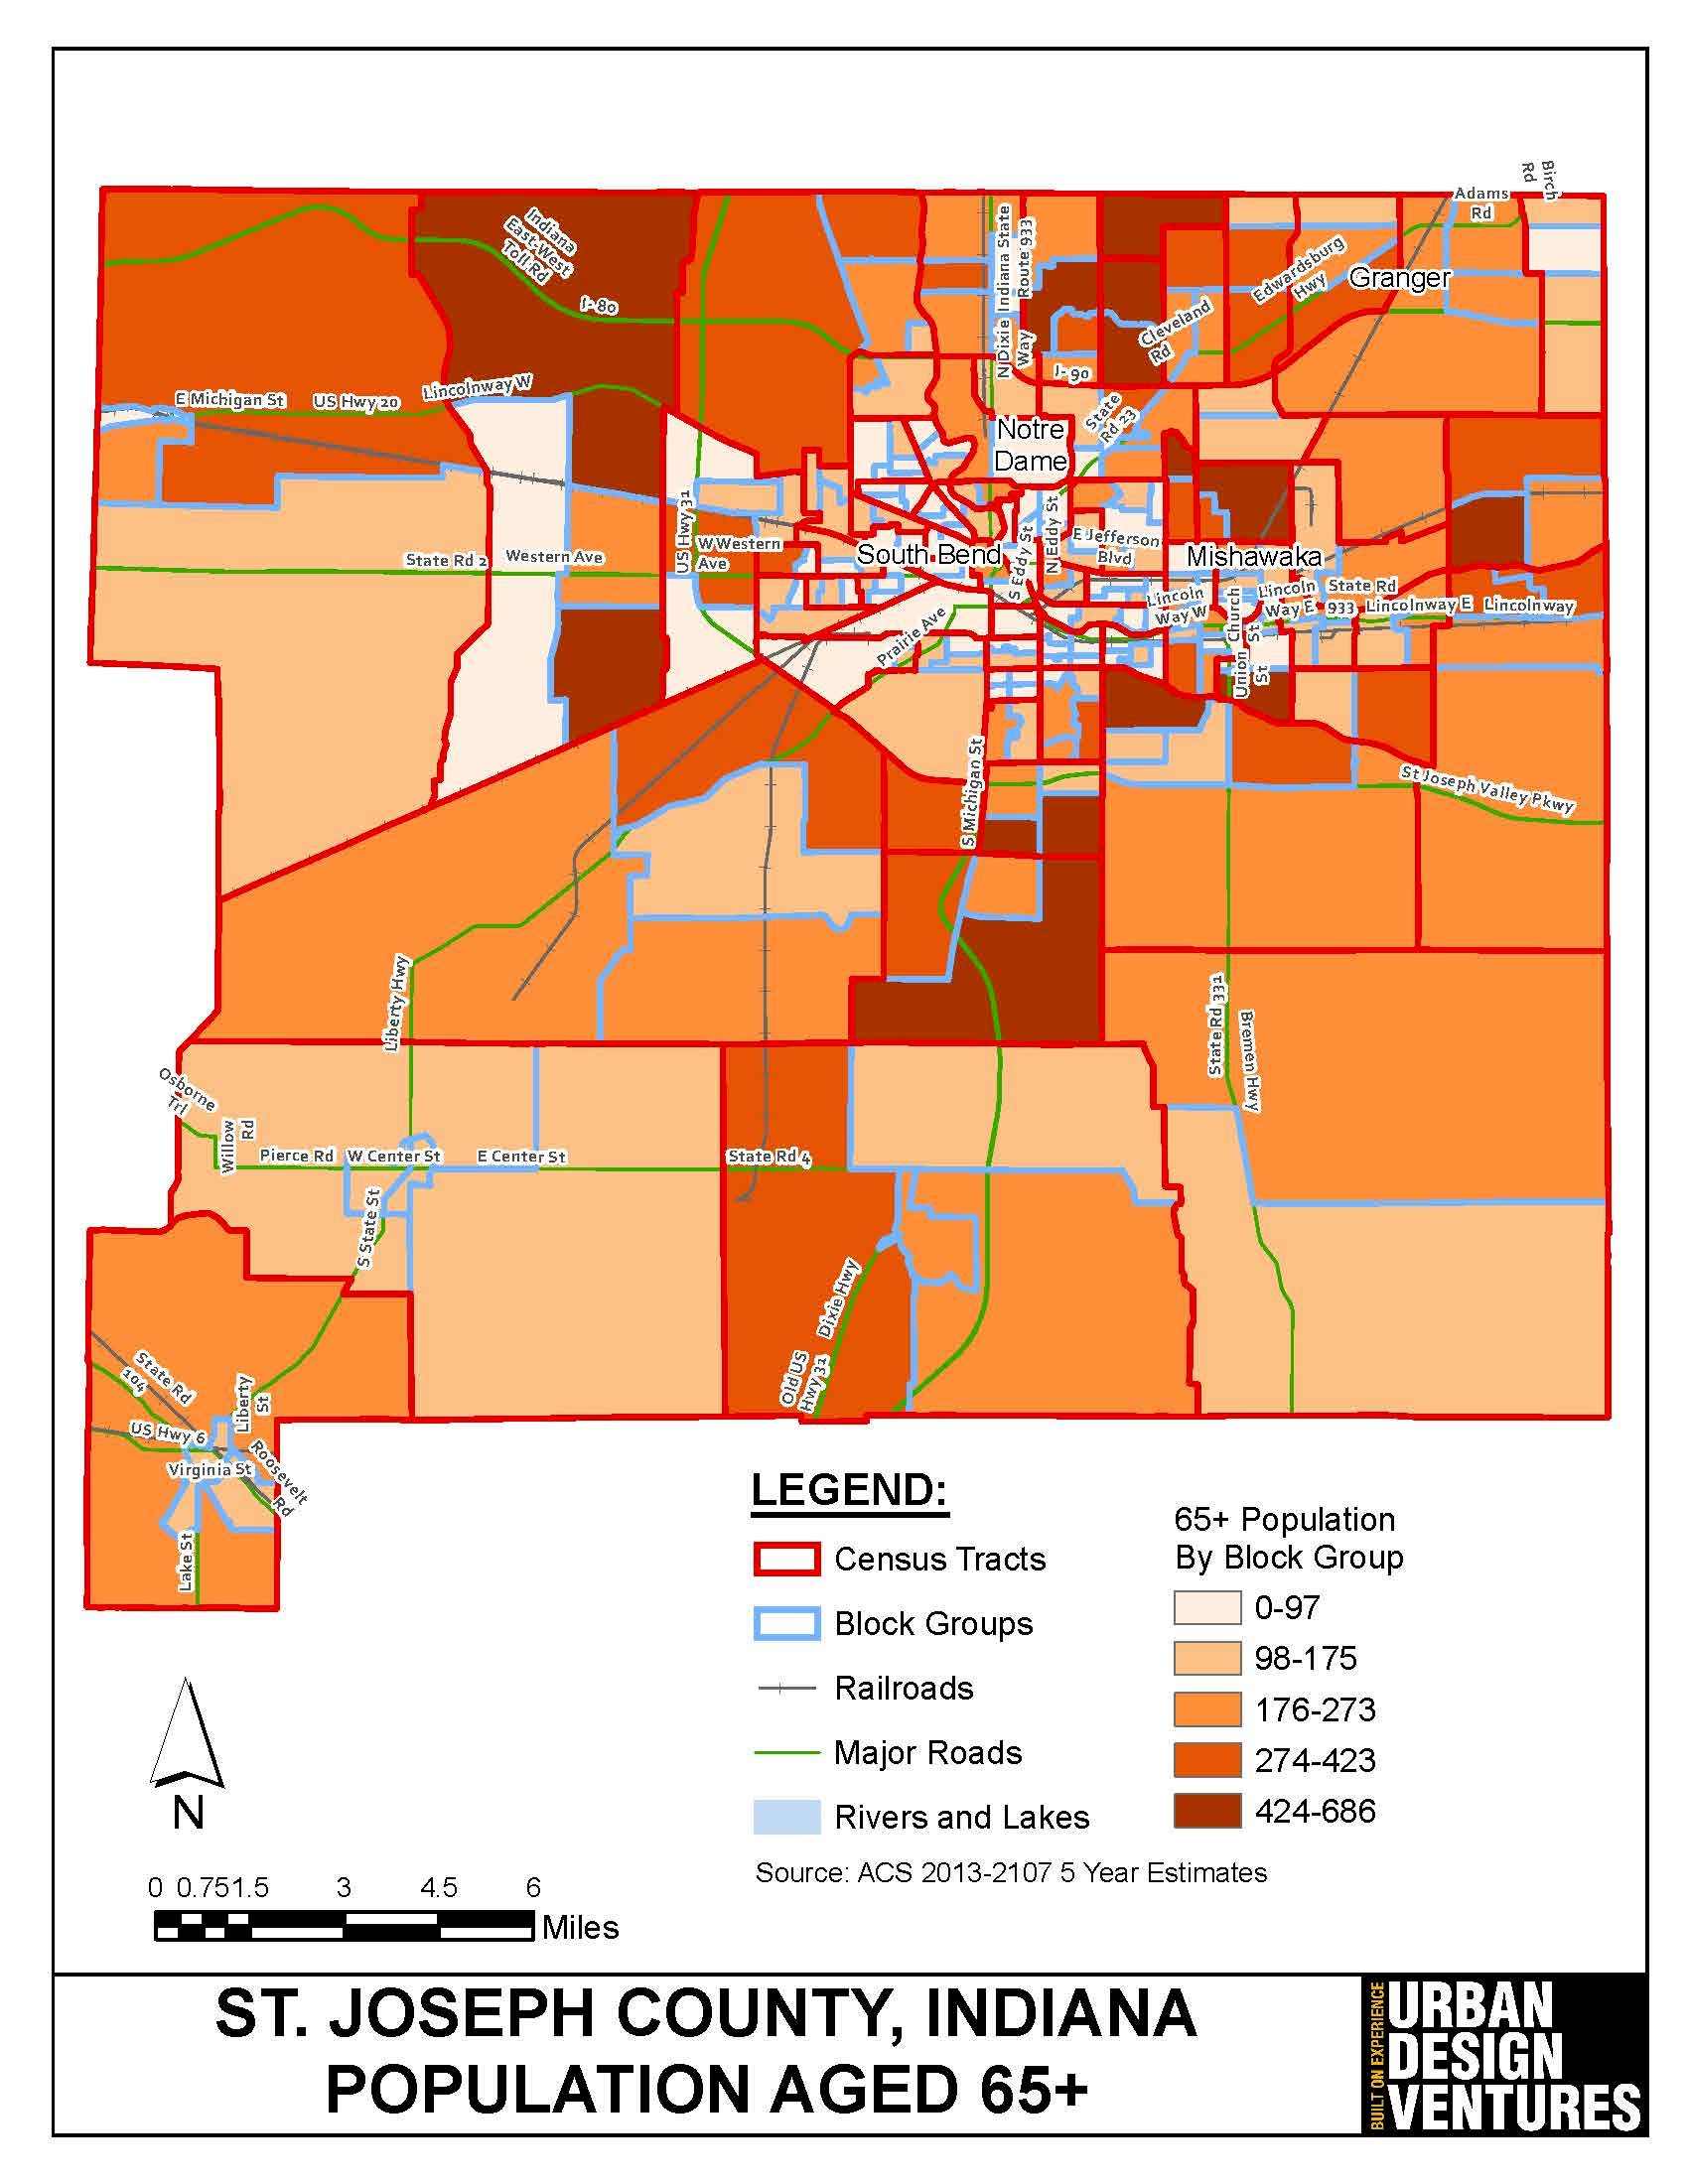 Birch
Rd
Adams
Rd
Indiana
East-West
Toll Rd
I-80
N Dixie
Way
Indiana State
Route 933
Edwardsburg
Hwy
Granger
Cleveland
Rd
I-90
E Michigan St
US Hwy 20
Lincolnway W
State
Rd 23
Notre
Dame
US Hwy 31
W Western
Ave
State Rd 2
Western Ave
South Bend
S Eddy St
N Eddy St
E Jefferson
Blvd
Mishawaka
Lincoln
Way W
Church
St
Union
St
Lincoln
Way E
State Rd
933
Lincolnway E
Lincolnway
Prairie Ave
S Michigan St
St Joseph Valley Pkwy
Liberty Hwy
State Rd 331
Bremen Hwy
Osborne
Trl
Willow
Rd
Pierce Rd
W Center St
E Center St
State Rd 4
S State St
Old US
Hwy 31
Dixie Hwy
State Rd
104
US Hwy 6
Liberty
St
Virginia St
Roosevelt
Rd
Lake St
LEGEND:
Census Tracts
Block Groups
Railroads
Major Roads
Rivers and Lakes
65+ Population
By Block Group
0-97
98-175
176-273
274-423
424-686
Source: ACS 2013-2107 5 Year Estimates
N
0 0.751.5 3 4.5 6
Miles
ST. JOSEPH COUNTY, INDIANA
POPULATION AGED 65+
BUILT ON EXPERIENCE
URBAN
DESIGN
VENTURES